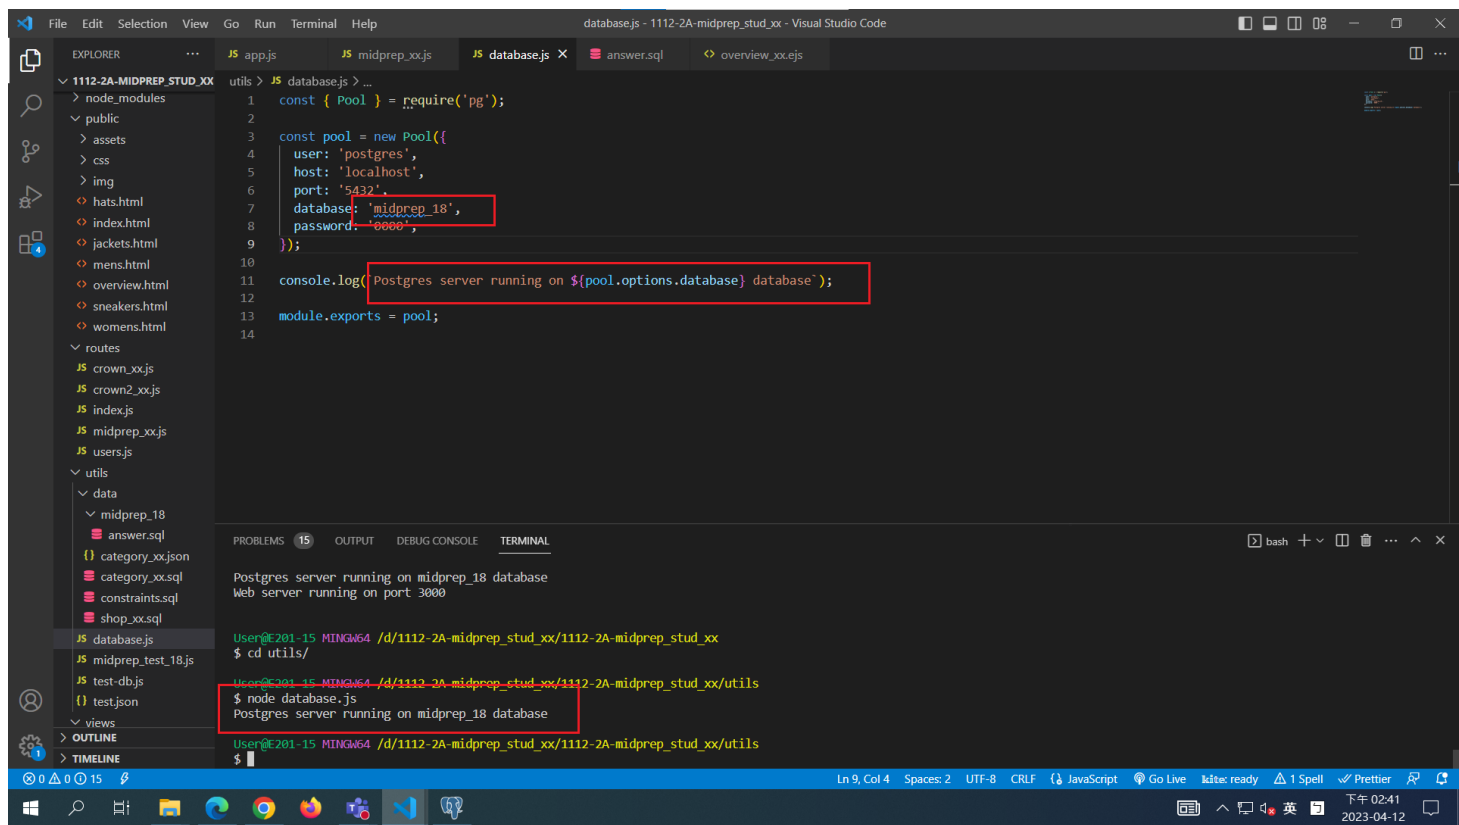 File Edit Selection View Go Run Terminal Help
database.js - 1112-2A-midprep_stud_xx - Visual Studio Code
EXPLORER
JS app.js
JS midprep_xx.js
JS database.js
answer.sql
overview_xx.ejs
1112-2A-MIDPREP_STUD_XX
node_modules
public
assets
css
img
hats.html
index.html
jackets.html
mens.html
overview.html
sneakers.html
womens.html
routes
JS crown_xx.js
JS crown2_xx.js
JS index.js
JS midprep_xx.js
JS users.js
utils
data
midprep_18
answer.sql
{} category_xx.json
category_xx.sql
constraints.sql
shop_xx.sql
JS database.js
JS midprep_test_18.js
JS test-db.js
{} test.json
views
OUTLINE
TIMELINE
utils > JS database.js > ...
1 const { Pool } = require('pg');
2
3 const pool = new Pool({
4 user: 'postgres',
5 host: 'localhost',
6 port: '5432',
7 database: 'midprep_18',
8 password: '0000',
9 });
10
11 console.log(`Postgres server running on ${pool.options.database} database`);
12
13 module.exports = pool;
14
PROBLEMS 15 OUTPUT DEBUG CONSOLE TERMINAL
bash
Postgres server running on midprep_18 database
Web server running on port 3000
User@E201-15 MINGW64 /d/1112-2A-midprep_stud_xx/1112-2A-midprep_stud_xx
$ cd utils/
User@E201-15 MINGW64 /d/1112-2A-midprep_stud_xx/1112-2A-midprep_stud_xx/utils
$ node database.js
Postgres server running on midprep_18 database
User@E201-15 MINGW64 /d/1112-2A-midprep_stud_xx/1112-2A-midprep_stud_xx/utils
$
4
1
0 0 15
Ln 9, Col 4 Spaces: 2 UTF-8 CRLF {} JavaScript Go Live kite: ready 1 Spell Prettier
英
下午 02:41
2023-04-12